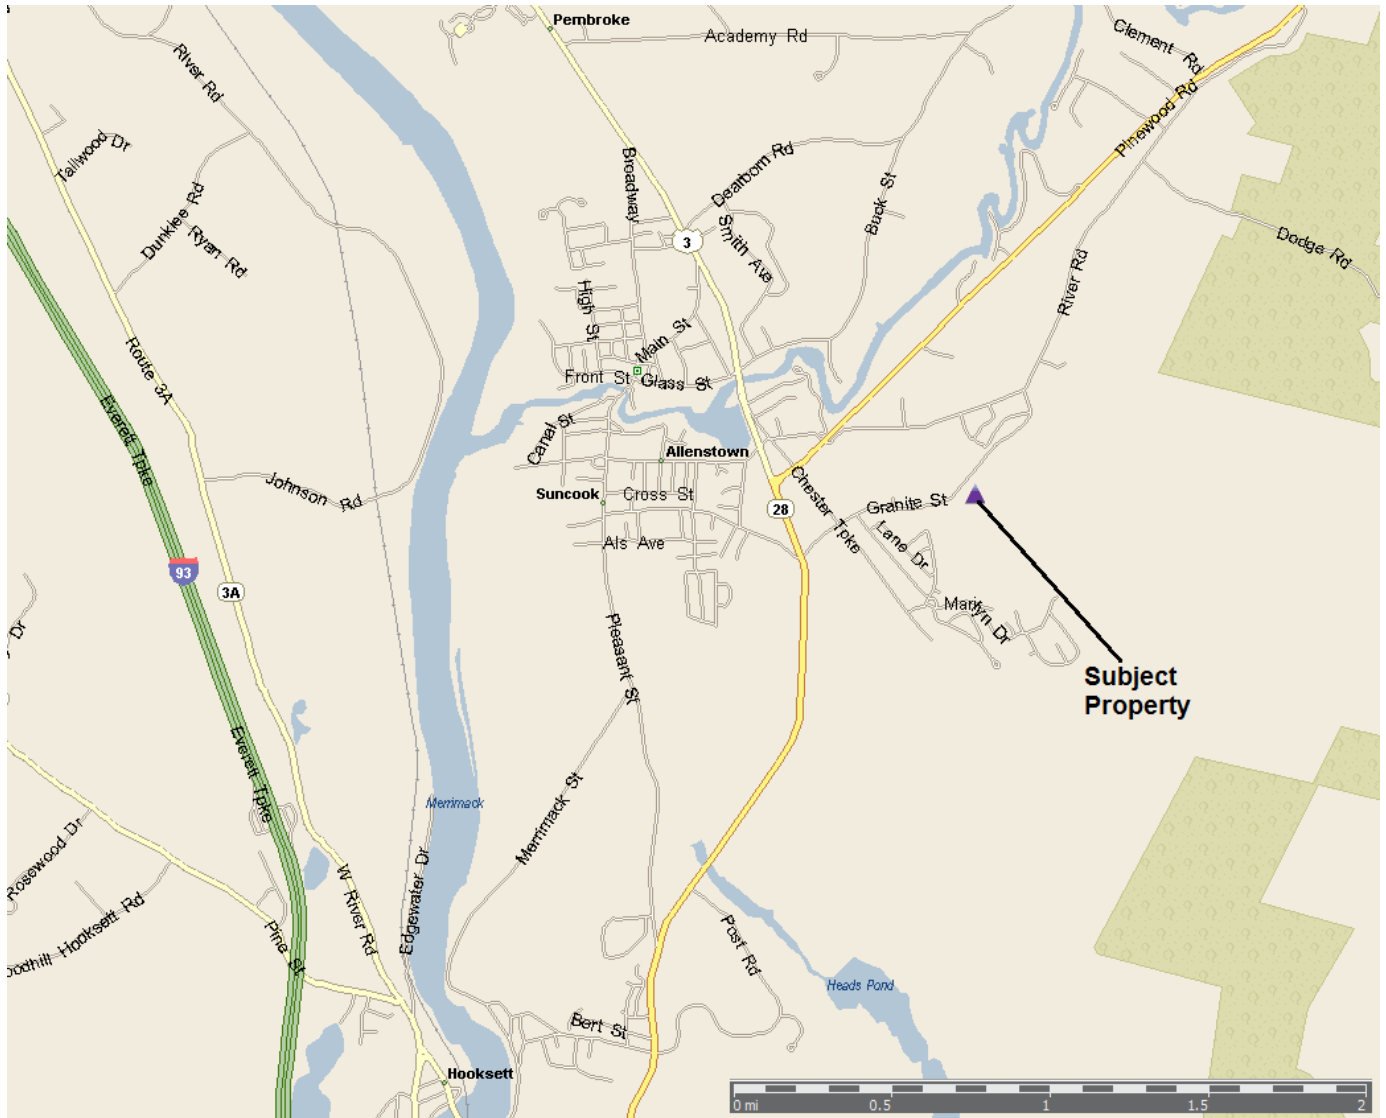 Pembroke
Academy Rd
Clement Rd
River Rd
Pinewood Rd
Tallwood Dr
Broadway
Dearborn Rd
Buck St
Dunklee Rd
Ryan Rd
3
Smith Ave
Dodge Rd
River Rd
High St
Main St
Route 3A
Front St
Glass St
Everett Tpke
Canal St
Allenstown
Johnson Rd
Suncook
Cross St
Chester Tpke
Granite St
28
Lane Dr
Als Ave
93
3A
Marilyn Dr
Dr
Pleasant St
Subject
Property
Everett Tpke
Merrimack
Merrimack St
Rosewood Dr
Edgewater Dr
W River Rd
oodhill Hooksett Rd
Pine St
Post Rd
Heads Pond
Bert St
Hooksett
0 mi 0.5 1 1.5 2